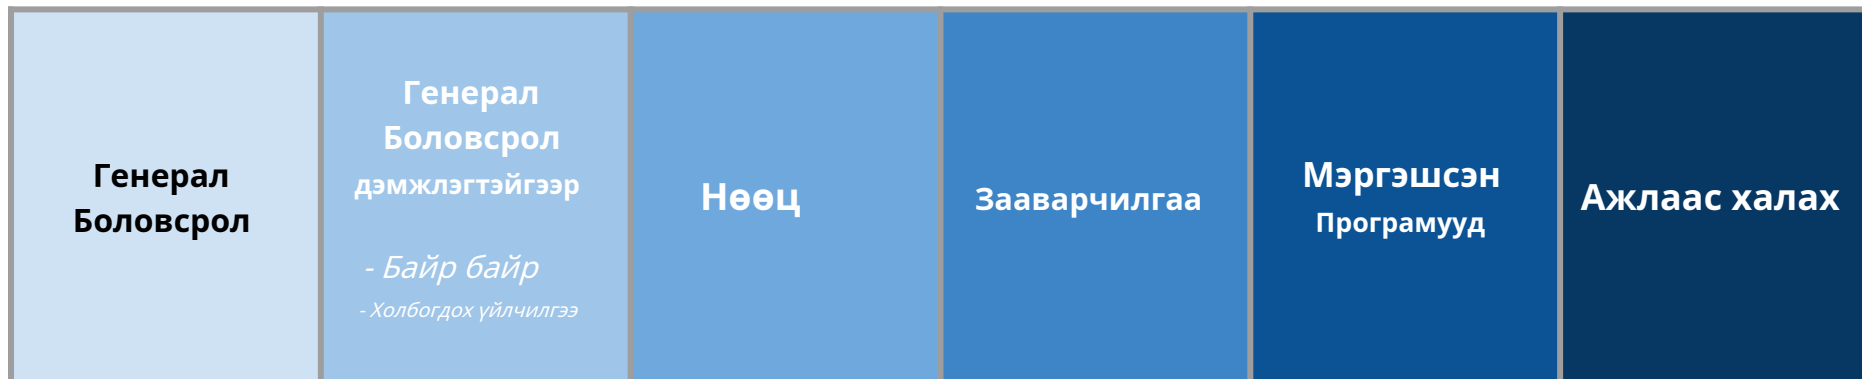 Генерал
Боловсрол
Генерал
Боловсрол
дэмжлэгтэйгээр
- Байр байр
- Холбогдох үйлчилгээ
Нөөц
Зааварчилгаа
Мэргэшсэн
Програмууд
Ажлаас халах